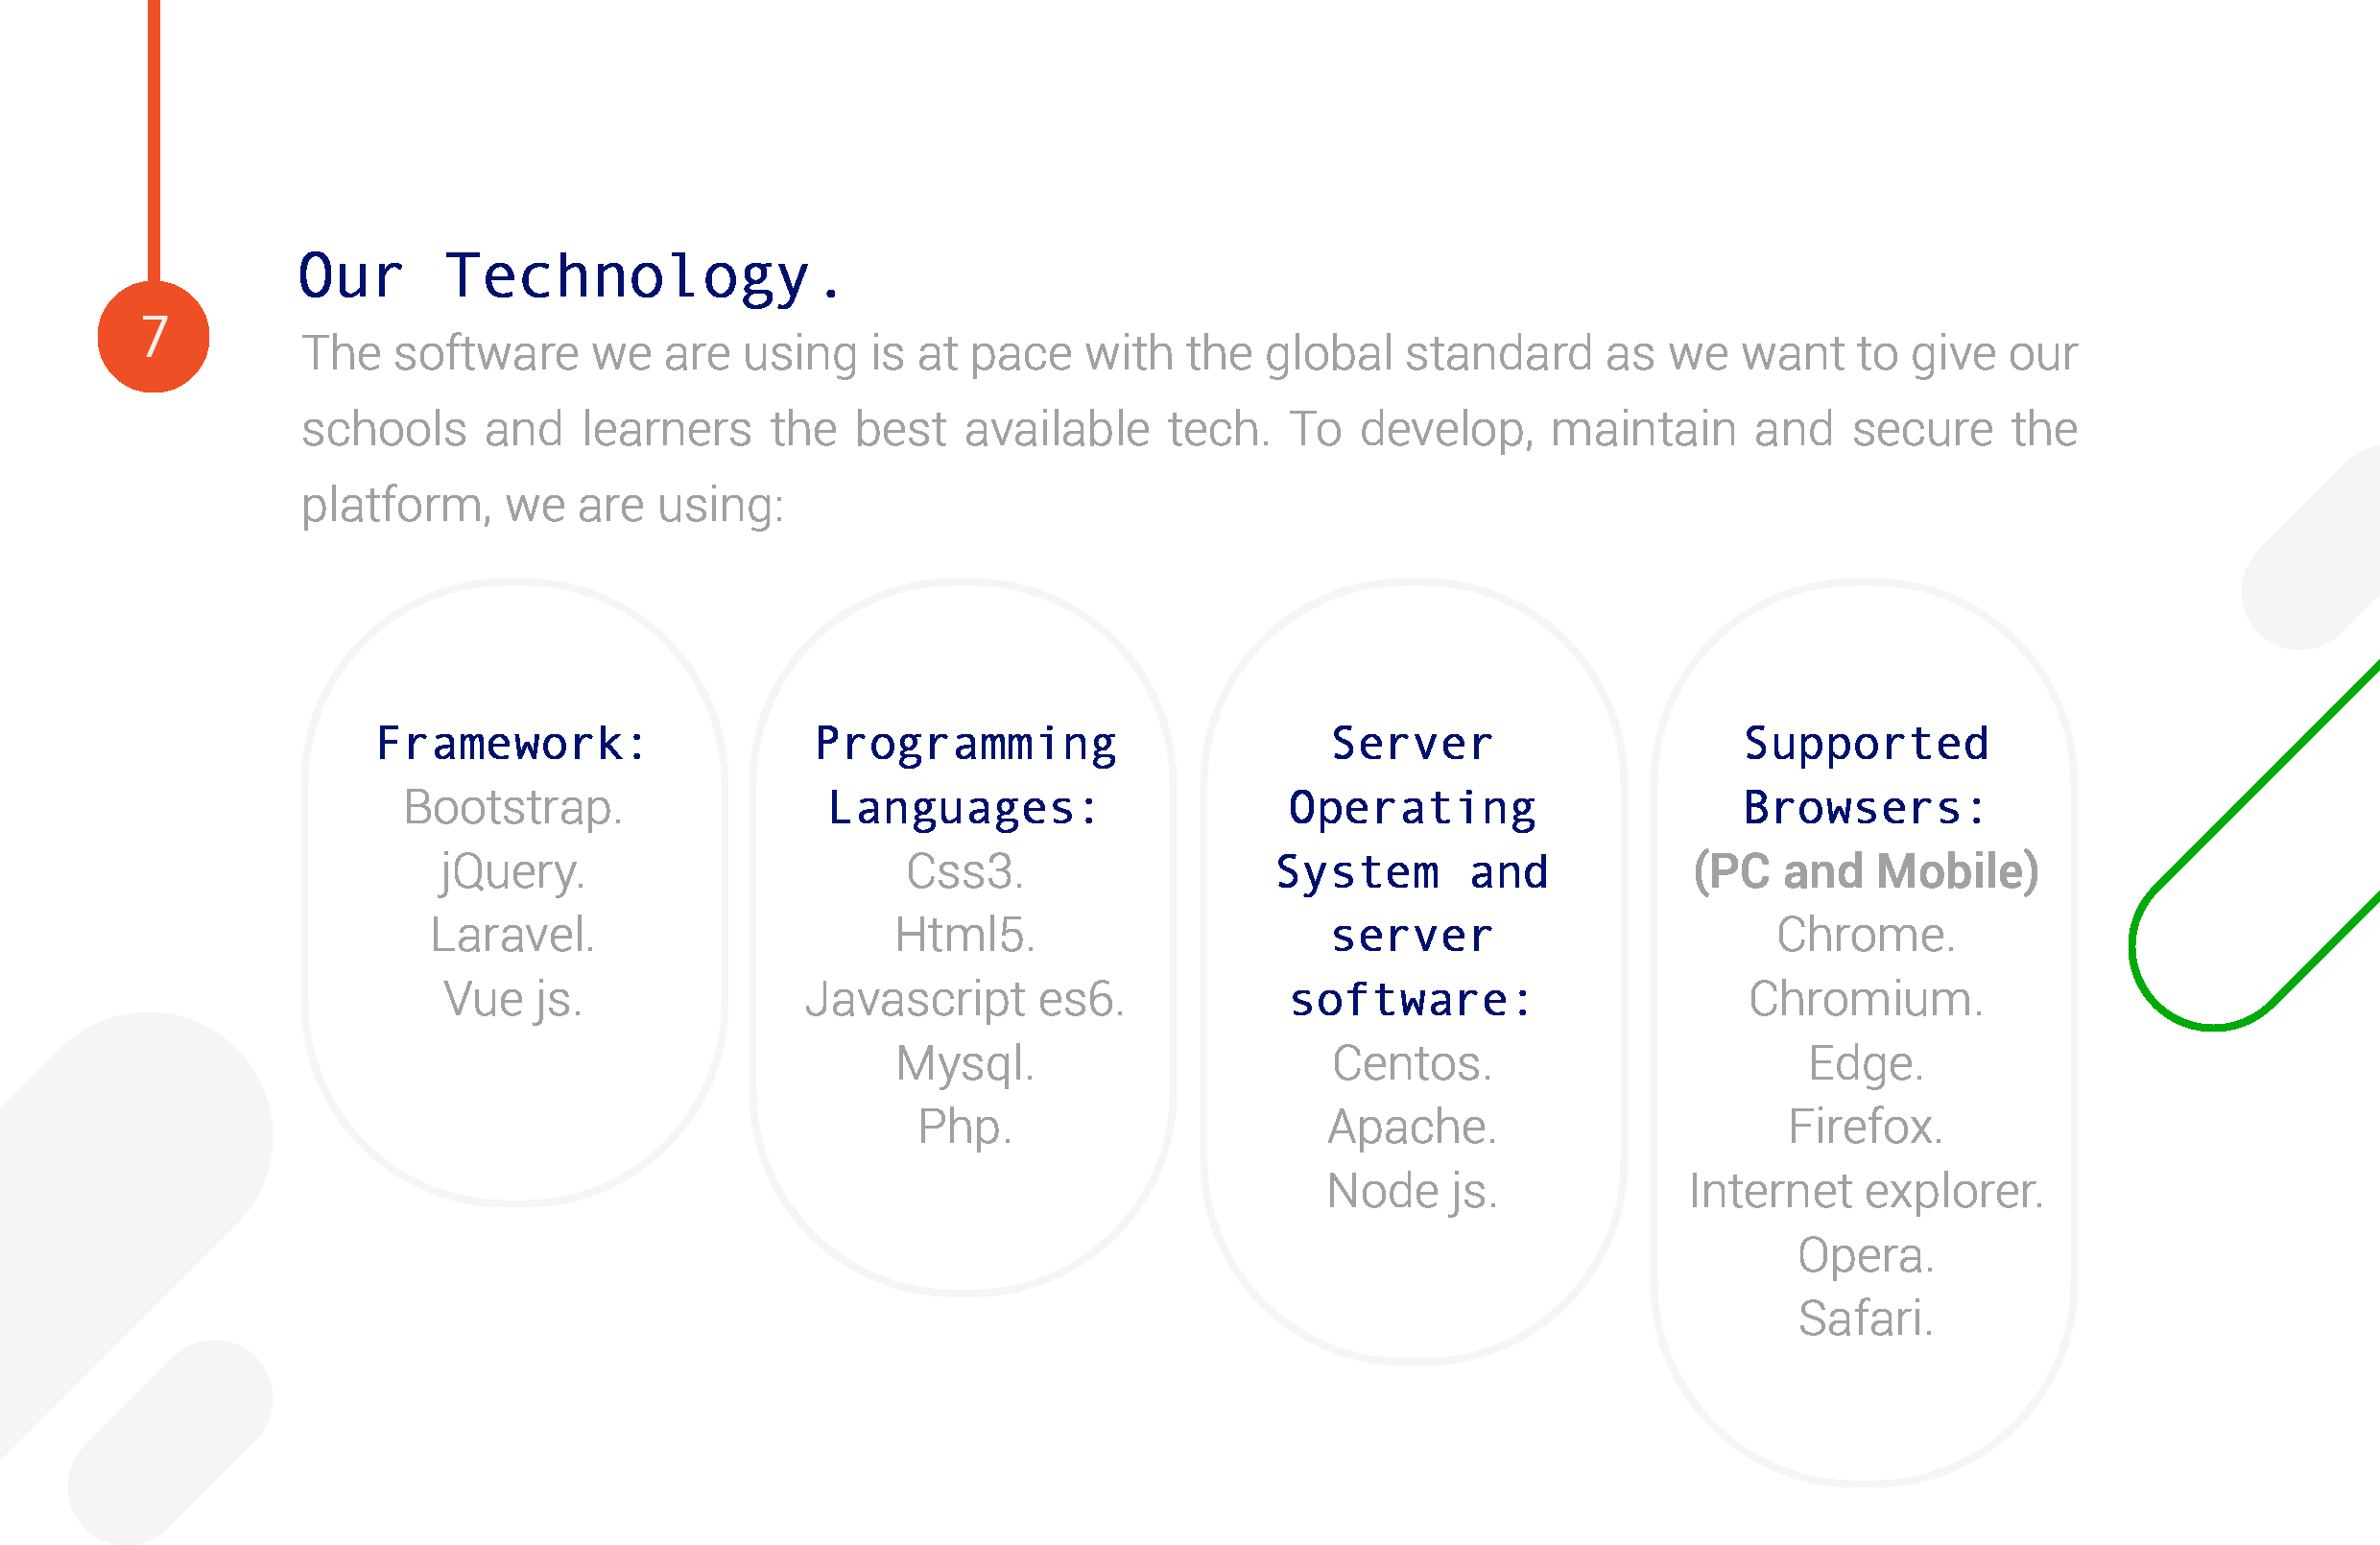 7
Our Technology.
The software we are using is at pace with the global standard as we want to give our
schools and learners the best available tech. To develop, maintain and secure the
platform, we are using:
Framework:
Bootstrap.
jQuery.
Laravel.
Vue js.
Programming
Languages:
Css3.
Html5.
Javascript es6.
Mysql.
Php.
Server
Operating
System and
server
software:
Centos.
Apache.
Node js.
Supported
Browsers:
(PC and Mobile)
Chrome.
Chromium.
Edge.
Firefox.
Internet explorer.
Opera.
Safari.